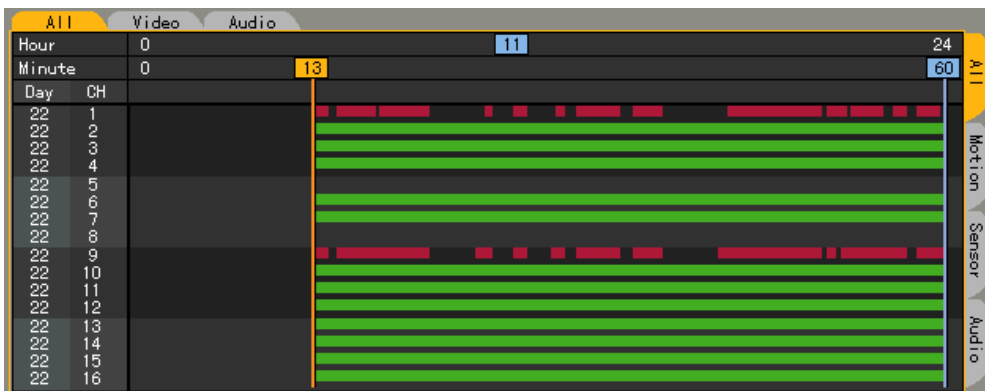 All Video Audio
Hour 0 11 24
Minute 0 13 60
Day CH
22 1
22 2
22 3
22 4
22 5
22 6
22 7
22 8
22 9
22 10
22 11
22 12
22 13
22 14
22 15
22 16
All
Motion
Sensor
Audio